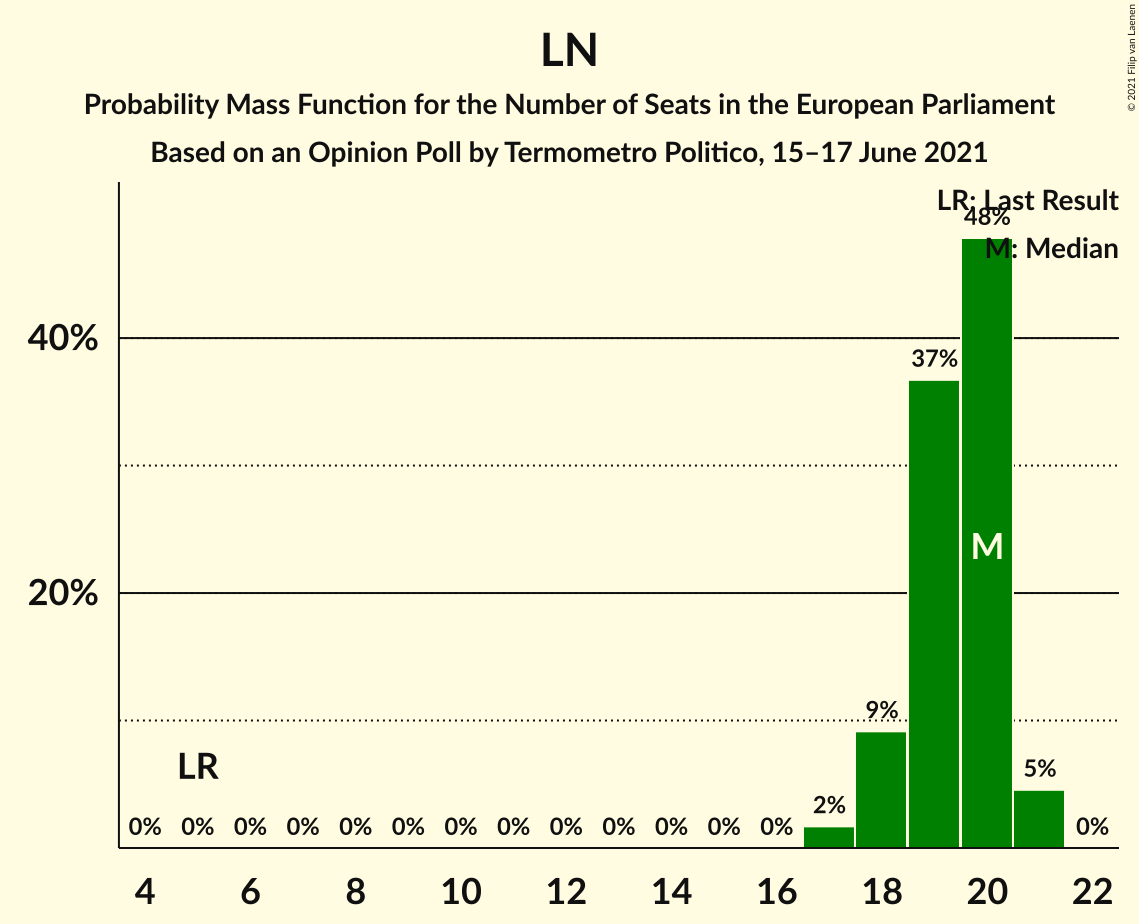 LN
Probability Mass Function for the Number of Seats in the European Parliament
Based on an Opinion Poll by Termometro Politico, 15–17 June 2021
© 2021 Filip van Laenen
LR: Last Result
M: Median
48%
40%
37%
M
20%
9%
LR
5%
2%
0% 0% 0% 0% 0% 0% 0% 0% 0% 0% 0% 0% 0% 0%
4 6 8 10 12 14 16 18 20 22